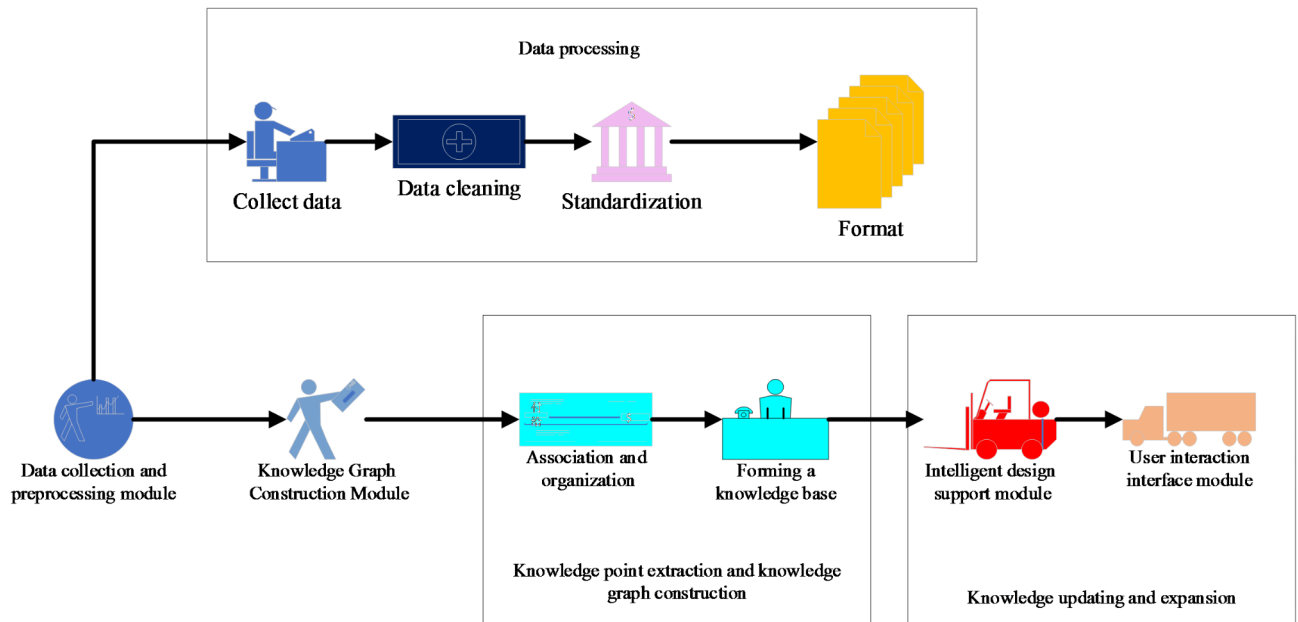 Data processing
Collect data
Data cleaning
Standardization
$
Format
Data collection and
preprocessing module
Knowledge Graph
Construction Module
Association and
organization
Forming a
knowledge base
Knowledge point extraction and knowledge
graph construction
Intelligent design
support module
User interaction
interface module
Knowledge updating and expansion